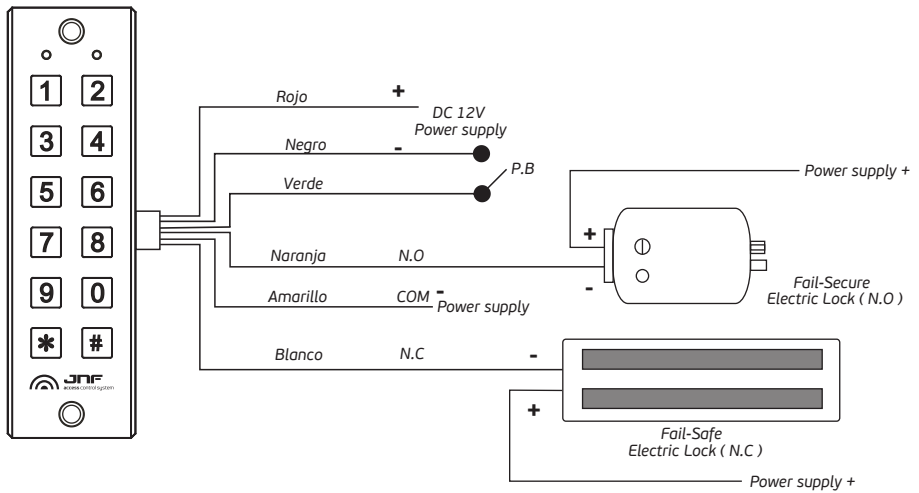 1 2
3 4
5 6
7 8
9 0
* #
JNF
access control system
Rojo +
DC 12V
Power supply
Negro -
P.B
Verde
Naranja N.O
Amarillo COM -
Power supply
Blanco N.C
Power supply +
+
-
Fail-Secure
Electric Lock ( N.O )
-
+
Fail-Safe
Electric Lock ( N.C )
Power supply +